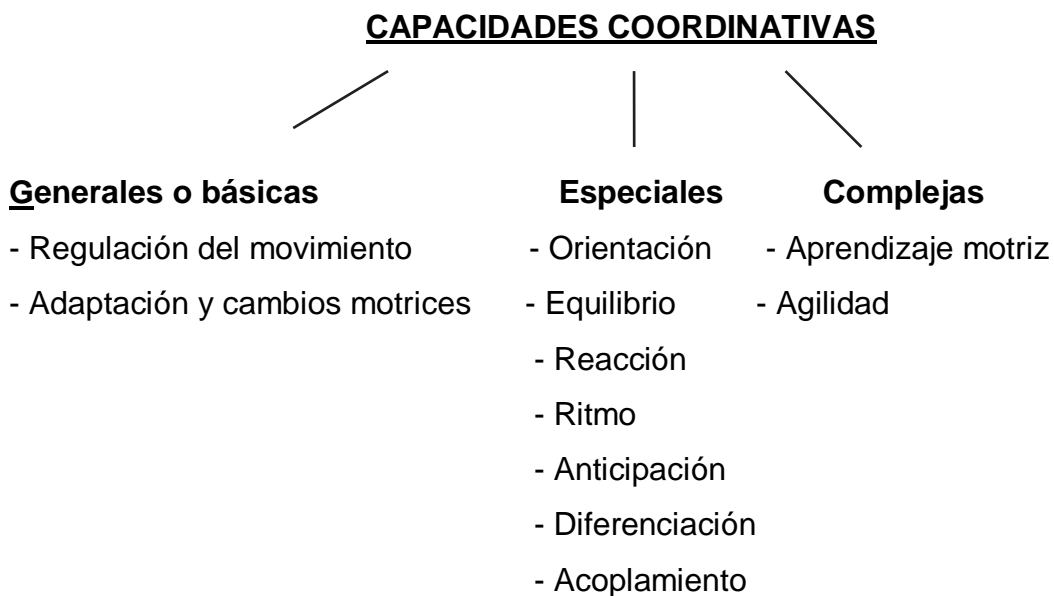 CAPACIDADES COORDINATIVAS
Generales o básicas Especiales Complejas
- Regulación del movimiento - Orientación - Aprendizaje motriz
- Adaptación y cambios motrices - Equilibrio - Agilidad
- Reacción
- Ritmo
- Anticipación
- Diferenciación
- Acoplamiento